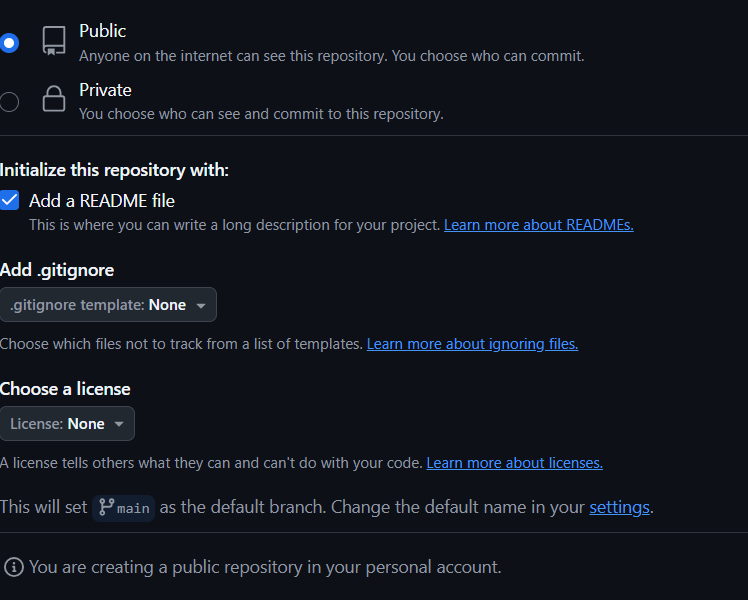 Public
Anyone on the internet can see this repository. You choose who can commit.
Private
You choose who can see and commit to this repository.
Initialize this repository with:
Add a README file
This is where you can write a long description for your project. Learn more about READMEs.
Add .gitignore
.gitignore template: None
Choose which files not to track from a list of templates. Learn more about ignoring files.
Choose a license
License: None
A license tells others what they can and can't do with your code. Learn more about licenses.
This will set main as the default branch. Change the default name in your settings.
You are creating a public repository in your personal account.